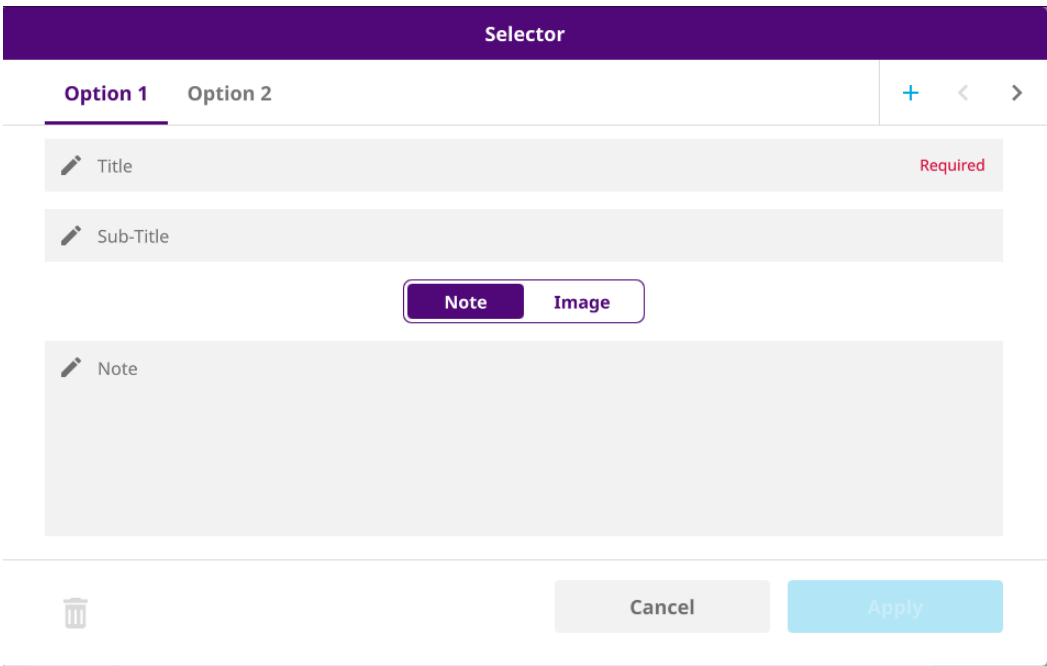 Selector
Option 1 Option 2
Title Required
Sub-Title
Note Image
Note
Cancel Apply